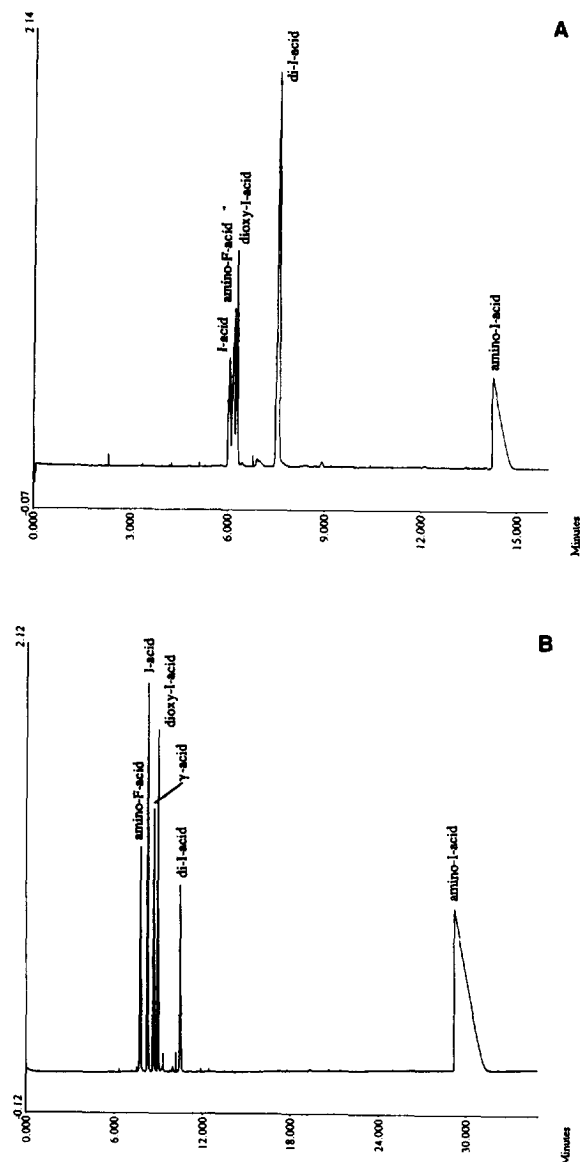 A
2.14
-0.07
I-acid
amino-F-acid
dioxy-I-acid
di-I-acid
amino-I-acid
0.000
3.000
6.000
9.000
12.000
15.000
Minutes
B
2.12
-0.12
amino-F-acid
I-acid
dioxy-I-acid
γ-acid
di-I-acid
amino-I-acid
0.000
6.000
12.000
18.000
24.000
30.000
Minutes